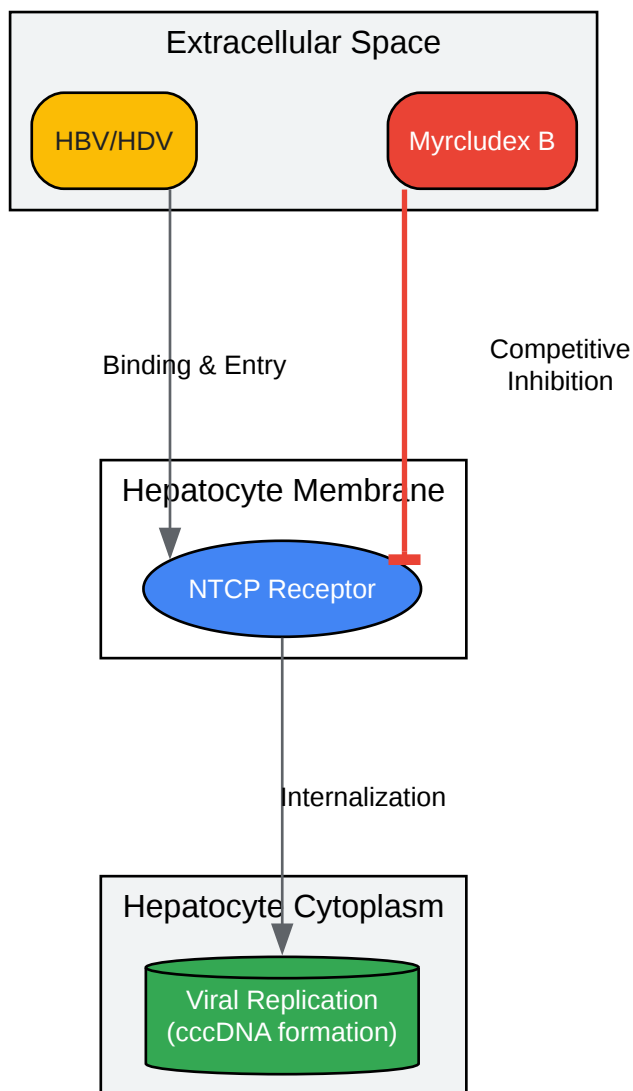 Extracellular Space
HBV/HDV
Myrcludex B
Binding & Entry
Competitive
Inhibition
Hepatocyte Membrane
NTCP Receptor
Internalization
Hepatocyte Cytoplasm
Viral Replication
(cccDNA formation)